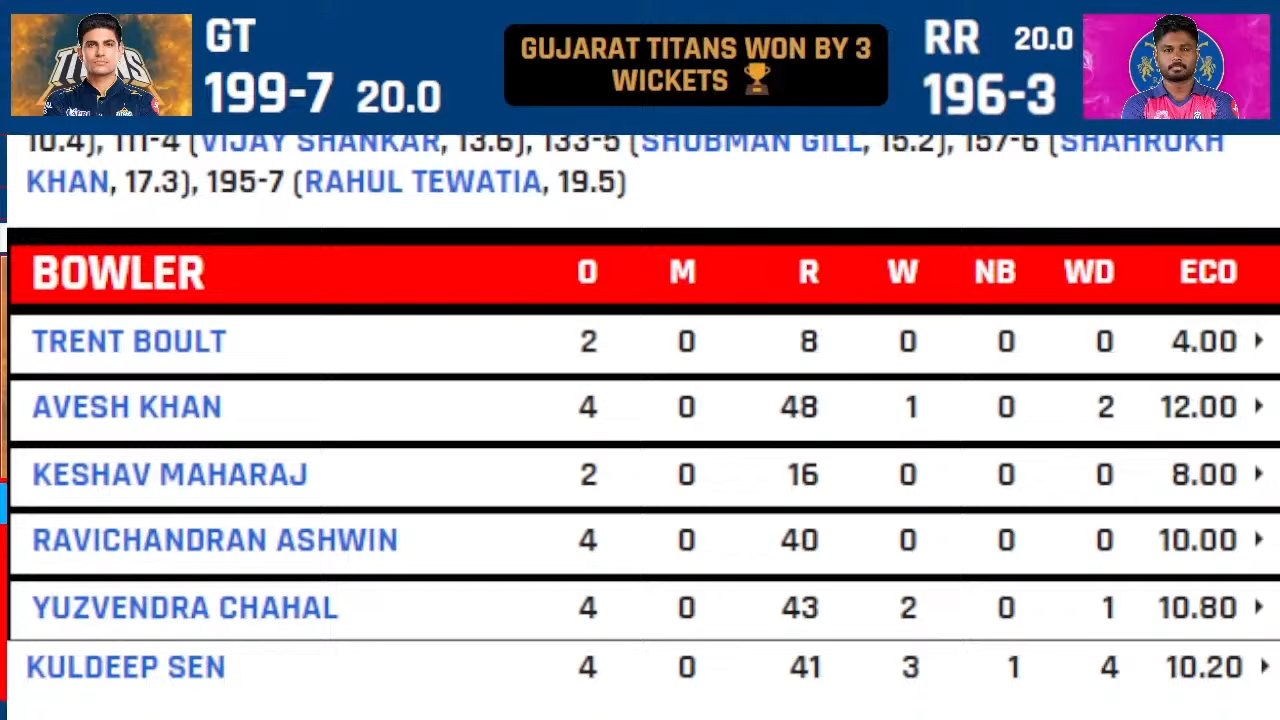 GT
199-7 20.0
GUJARAT TITANS WON BY 3
WICKETS 🏆
RR 20.0
196-3
TITANS
10.4), 111-4 (VIJAY SHANKAR, 13.6), 133-5 (SHUBMAN GILL, 15.2), 157-6 (SHAHRUKH
KHAN, 17.3), 195-7 (RAHUL TEWATIA, 19.5)
BOWLER O M R W NB WD ECO
TRENT BOULT 2 0 8 0 0 0 4.00
AVESH KHAN 4 0 48 1 0 2 12.00
KESHAV MAHARAJ 2 0 16 0 0 0 8.00
RAVICHANDRAN ASHWIN 4 0 40 0 0 0 10.00
YUZVENDRA CHAHAL 4 0 43 2 0 1 10.80
KULDEEP SEN 4 0 41 3 1 4 10.20